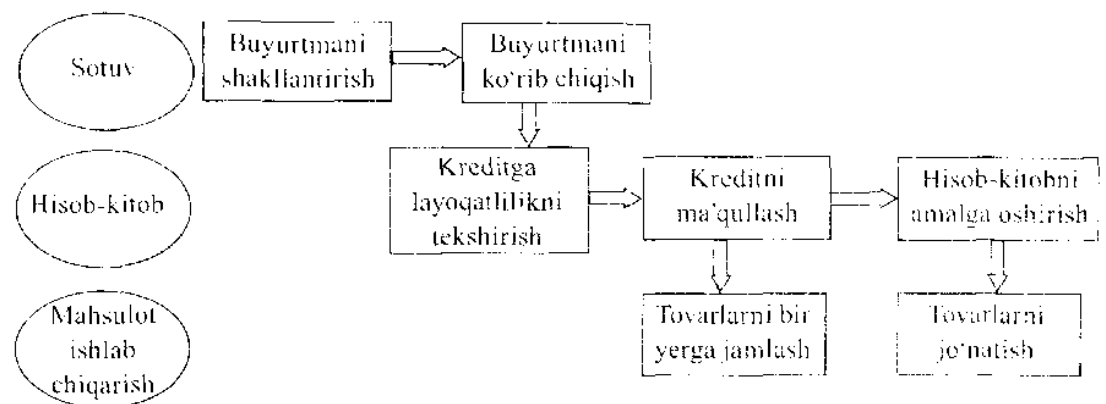 Sotuv
Buyurtmani
shakllantirish
Buyurtmani
ko'rib chiqish
Hisob-kitob
Kreditga
layoqatlilikni
tekshirish
Kreditni
ma'qullash
Hisob-kitobni
amalga oshirish
Mahsulot
ishlab
chiqarish
Tovarlarni bir
yerga jamlash
Tovarlarni
jo'natish